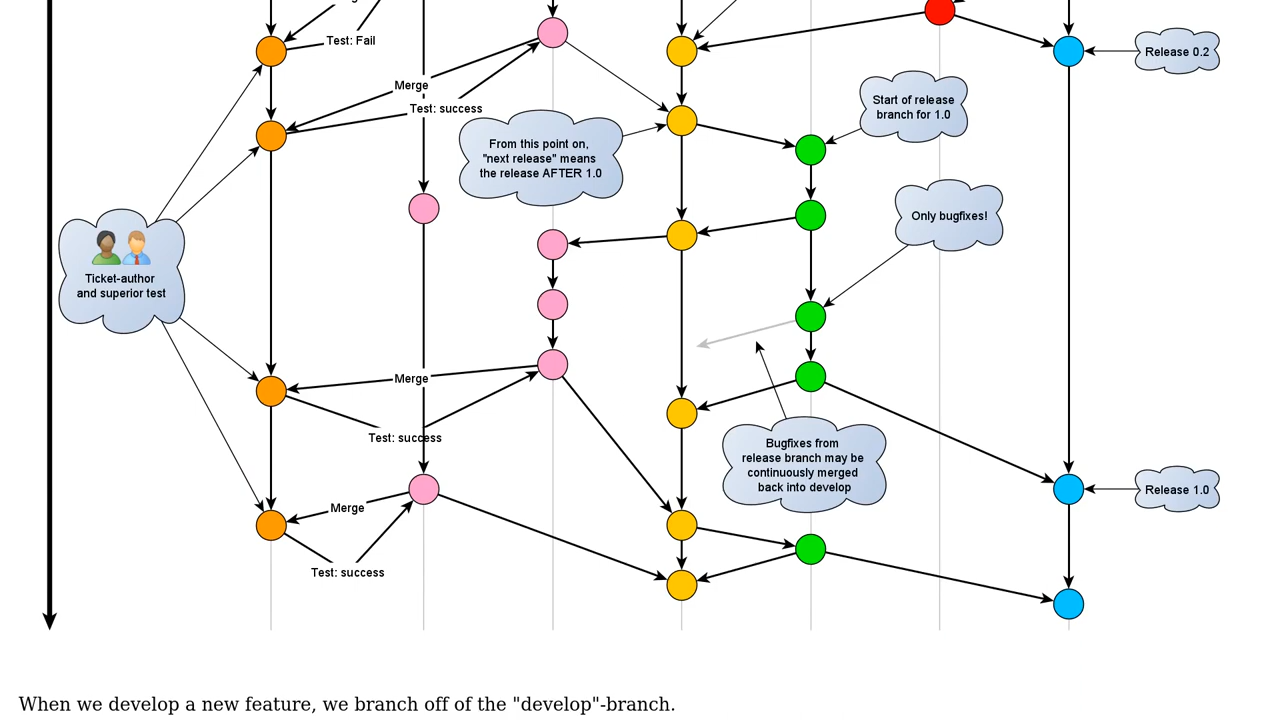 Test: Fail
Release 0.2
Merge
Test: success
Start of release
branch for 1.0
From this point on,
"next release" means
the release AFTER 1.0
Only bugfixes!
Ticket-author
and superior test
Merge
Test: success
Bugfixes from
release branch may be
continuously merged
back into develop
Release 1.0
Merge
Test: success
When we develop a new feature, we branch off of the "develop"-branch.